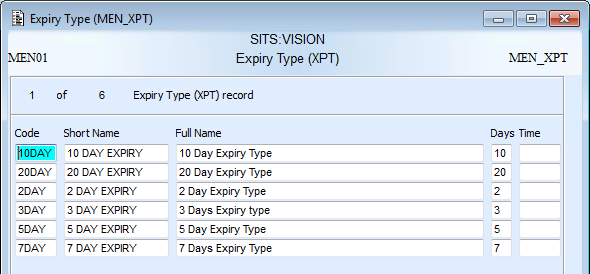 Expiry Type (MEN_XPT)
SITS:VISION
MEN01 Expiry Type (XPT) MEN_XPT
1 of 6 Expiry Type (XPT) record
Code Short Name Full Name Days Time
10DAY 10 DAY EXPIRY 10 Day Expiry Type 10
20DAY 20 DAY EXPIRY 20 Day Expiry Type 20
2DAY 2 DAY EXPIRY 2 Day Expiry Type 2
3DAY 3 DAY EXPIRY 3 Days Expiry type 3
5DAY 5 DAY EXPIRY 5 Days Expiry Type 5
7DAY 7 DAY EXPIRY 7 Days Expiry Type 7